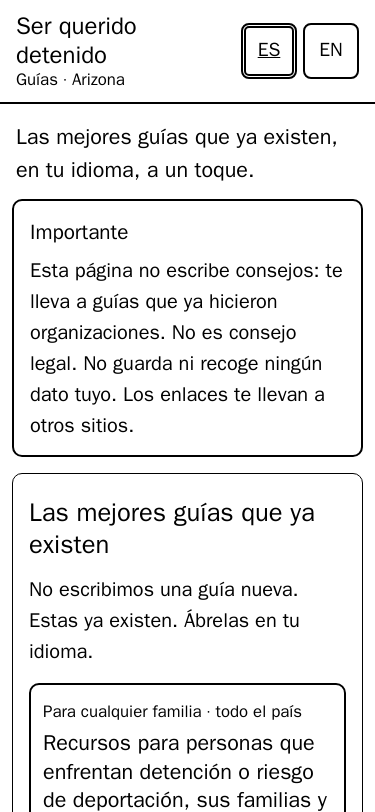 Ser querido
detenido
Guías · Arizona
ES
EN
Las mejores guías que ya existen,
en tu idioma, a un toque.
Importante
Esta página no escribe consejos: te
lleva a guías que ya hicieron
organizaciones. No es consejo
legal. No guarda ni recoge ningún
dato tuyo. Los enlaces te llevan a
otros sitios.
Las mejores guías que ya
existen
No escribimos una guía nueva.
Estas ya existen. Ábrelas en tu
idioma.
Para cualquier familia · todo el país
Recursos para personas que
enfrentan detención o riesgo
de deportación, sus familias y